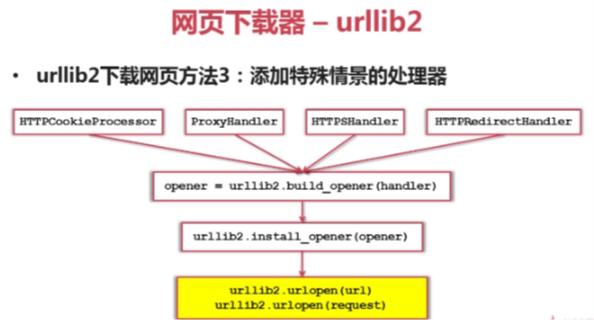 网页下载器 – urllib2
• urllib2下载网页方法3：添加特殊情景的处理器
HTTPCookieProcessor
ProxyHandler
HTTPSHandler
HTTPRedirectHandler
opener = urllib2.build_opener(handler)
urllib2.install_opener(opener)
urllib2.urlopen(url)
urllib2.urlopen(request)